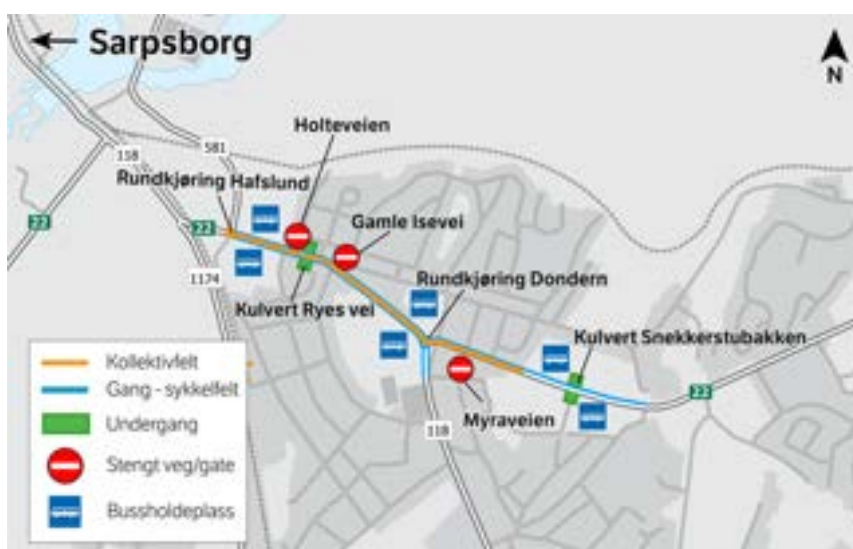 ← Sarpsborg
N
Holteveien
581
118
Rundkjøring Hafslund
22
22
Gamle Isevei
1174
Rundkjøring Dondern
Kulvert Ryes vei
Kulvert Snekkerstubakken
22
Myraveien
118
Kollektivfelt
Gang - sykkelfelt
Undergang
Stengt veg/gate
Bussholdeplass